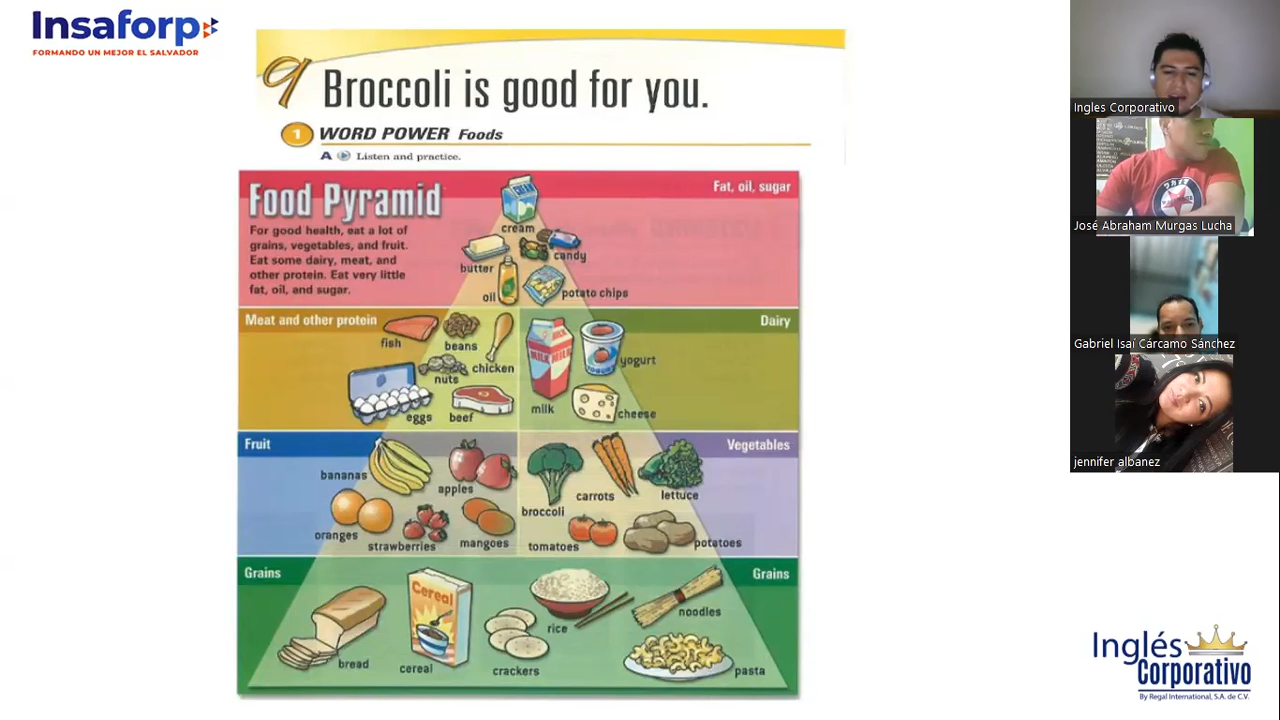 Insaforp
FORMANDO UN MEJOR EL SALVADOR
9 Broccoli is good for you.
1 WORD POWER Foods
A Listen and practice.
Food Pyramid
For good health, eat a lot of
grains, vegetables, and fruit.
Eat some dairy, meat, and
other protein. Eat very little
fat, oil, and sugar.
Fat, oil, sugar
CREAM
cream
butter
candy
oil
potato chips
Meat and other protein
fish
beans
chicken
nuts
eggs
beef
Dairy
MILK MILK
milk
YOGURT
yogurt
cheese
Fruit
bananas
apples
oranges
strawberries
mangoes
Vegetables
broccoli
carrots
lettuce
tomatoes
potatoes
Grains
Grains
bread
Cereal
cereal
crackers
rice
noodles
pasta
Ingles Corporativo
José Abraham Murgas Lucha
Gabriel Isaí Cárcamo Sánchez
jennifer albanez
Inglés
Corporativo
By Regal International, S.A. de C.V.